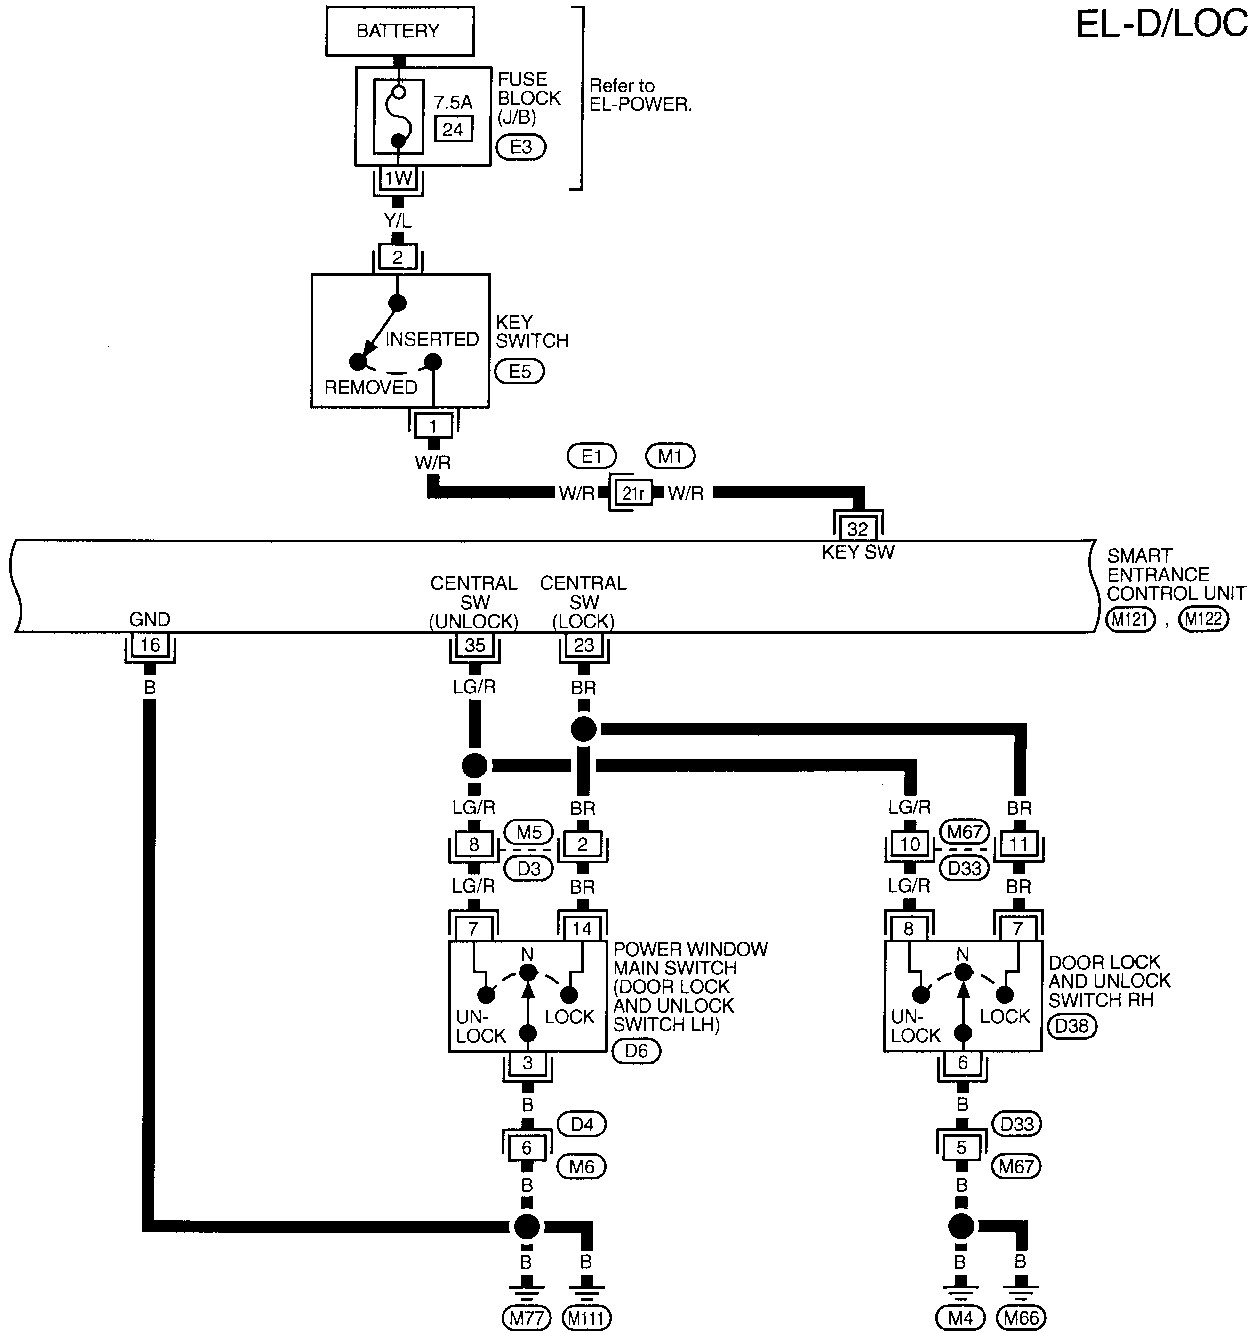 EL-D/LOC
BATTERY
FUSE
BLOCK
(J/B)
E3
7.5A
24
Refer to
EL-POWER.
1W
Y/L
2
KEY
SWITCH
E5
INSERTED
REMOVED
1
W/R
E1
M1
W/R
21r
W/R
32
KEY SW
SMART
ENTRANCE
CONTROL UNIT
M121 , M122
CENTRAL
SW
(UNLOCK)
CENTRAL
SW
(LOCK)
GND
16
35
23
B
LG/R
BR
LG/R
BR
LG/R
BR
8
M5
2
10
M67
11
D3
D33
LG/R
BR
LG/R
BR
7
14
8
7
N
UN-
LOCK
LOCK
POWER WINDOW
MAIN SWITCH
(DOOR LOCK
AND UNLOCK
SWITCH LH)
D6
N
UN-
LOCK
LOCK
DOOR LOCK
AND UNLOCK
SWITCH RH
D38
3
6
B
B
D4
D33
6
5
M6
M67
B
B
B
B
B
B
M77
M111
M4
M66